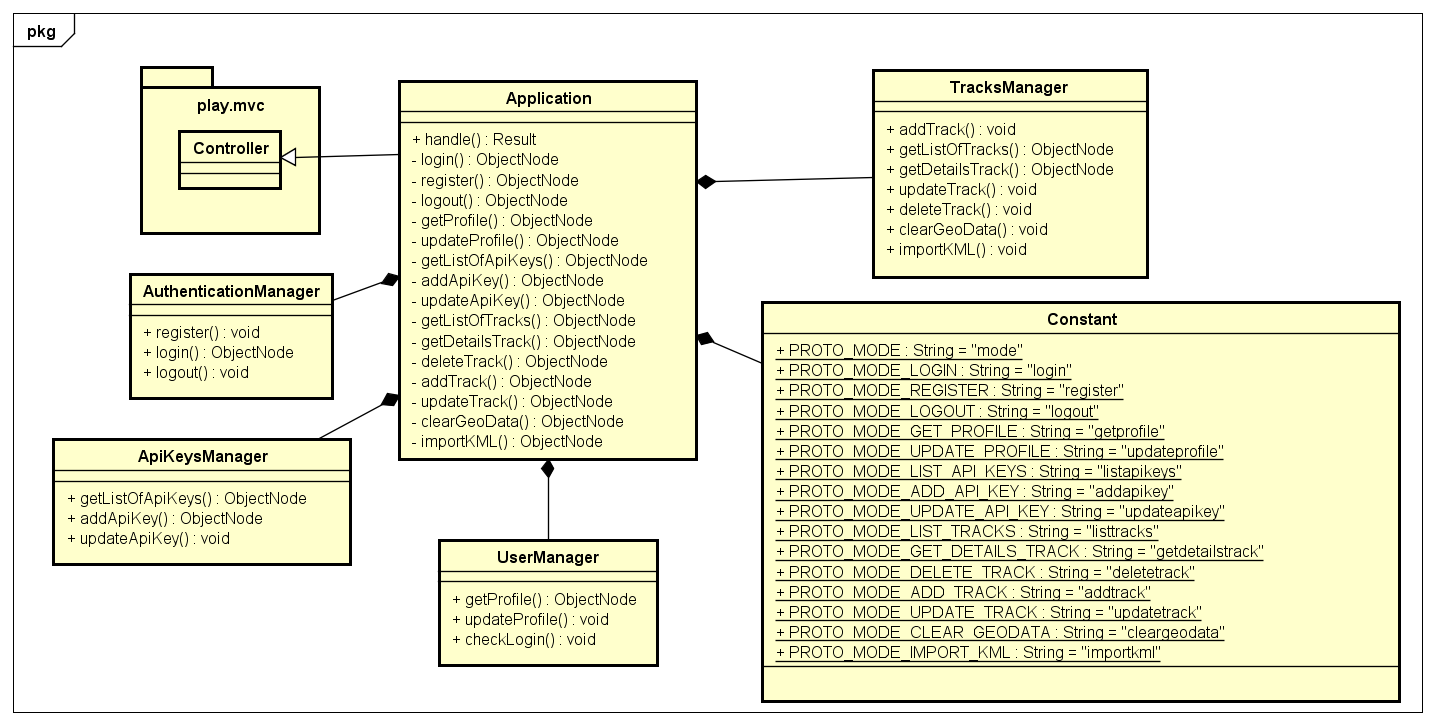 pkg
play.mvc
Controller
Application
+ handle() : Result
- login() : ObjectNode
- register() : ObjectNode
- logout() : ObjectNode
- getProfile() : ObjectNode
- updateProfile() : ObjectNode
- getListOfApiKeys() : ObjectNode
- addApiKey() : ObjectNode
- updateApiKey() : ObjectNode
- getListOfTracks() : ObjectNode
- getDetailsTrack() : ObjectNode
- deleteTrack() : ObjectNode
- addTrack() : ObjectNode
- updateTrack() : ObjectNode
- clearGeoData() : ObjectNode
- importKML() : ObjectNode
TracksManager
+ addTrack() : void
+ getListOfTracks() : ObjectNode
+ getDetailsTrack() : ObjectNode
+ updateTrack() : void
+ deleteTrack() : void
+ clearGeoData() : void
+ importKML() : void
AuthenticationManager
+ register() : void
+ login() : ObjectNode
+ logout() : void
Constant
+ PROTO_MODE : String = "mode"
+ PROTO_MODE_LOGIN : String = "login"
+ PROTO_MODE_REGISTER : String = "register"
+ PROTO_MODE_LOGOUT : String = "logout"
+ PROTO_MODE_GET_PROFILE : String = "getprofile"
+ PROTO_MODE_UPDATE_PROFILE : String = "updateprofile"
+ PROTO_MODE_LIST_API_KEYS : String = "listapikeys"
+ PROTO_MODE_ADD_API_KEY : String = "addapikey"
+ PROTO_MODE_UPDATE_API_KEY : String = "updateapikey"
+ PROTO_MODE_LIST_TRACKS : String = "listtracks"
+ PROTO_MODE_GET_DETAILS_TRACK : String = "getdetailstrack"
+ PROTO_MODE_DELETE_TRACK : String = "deletetrack"
+ PROTO_MODE_ADD_TRACK : String = "addtrack"
+ PROTO_MODE_UPDATE_TRACK : String = "updatetrack"
+ PROTO_MODE_CLEAR_GEODATA : String = "cleargeodata"
+ PROTO_MODE_IMPORT_KML : String = "importkml"
ApiKeysManager
+ getListOfApiKeys() : ObjectNode
+ addApiKey() : ObjectNode
+ updateApiKey() : void
UserManager
+ getProfile() : ObjectNode
+ updateProfile() : void
+ checkLogin() : void